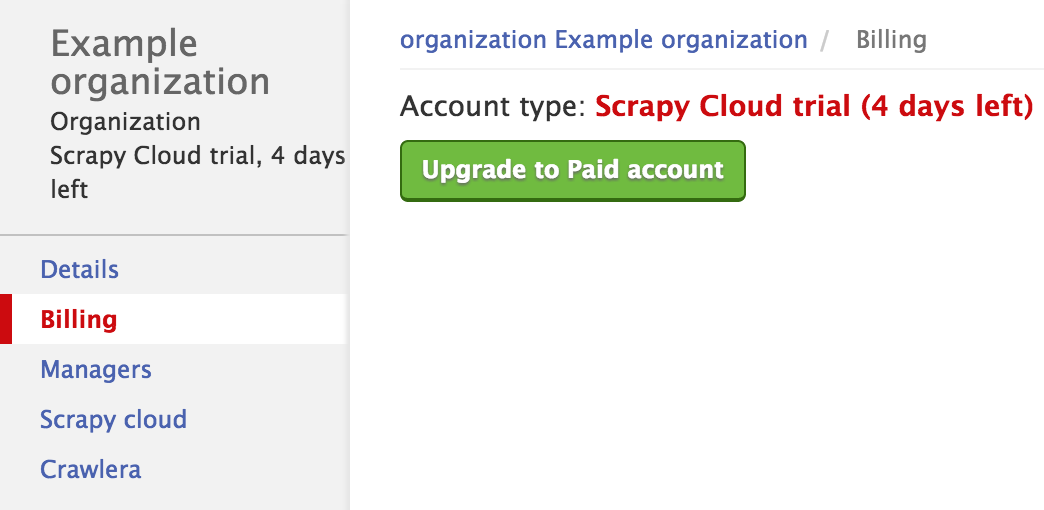 Example
organization
Organization
Scrapy Cloud trial, 4 days
left
Details
Billing
Managers
Scrapy cloud
Crawlera
organization Example organization / Billing
Account type: Scrapy Cloud trial (4 days left)
Upgrade to Paid account